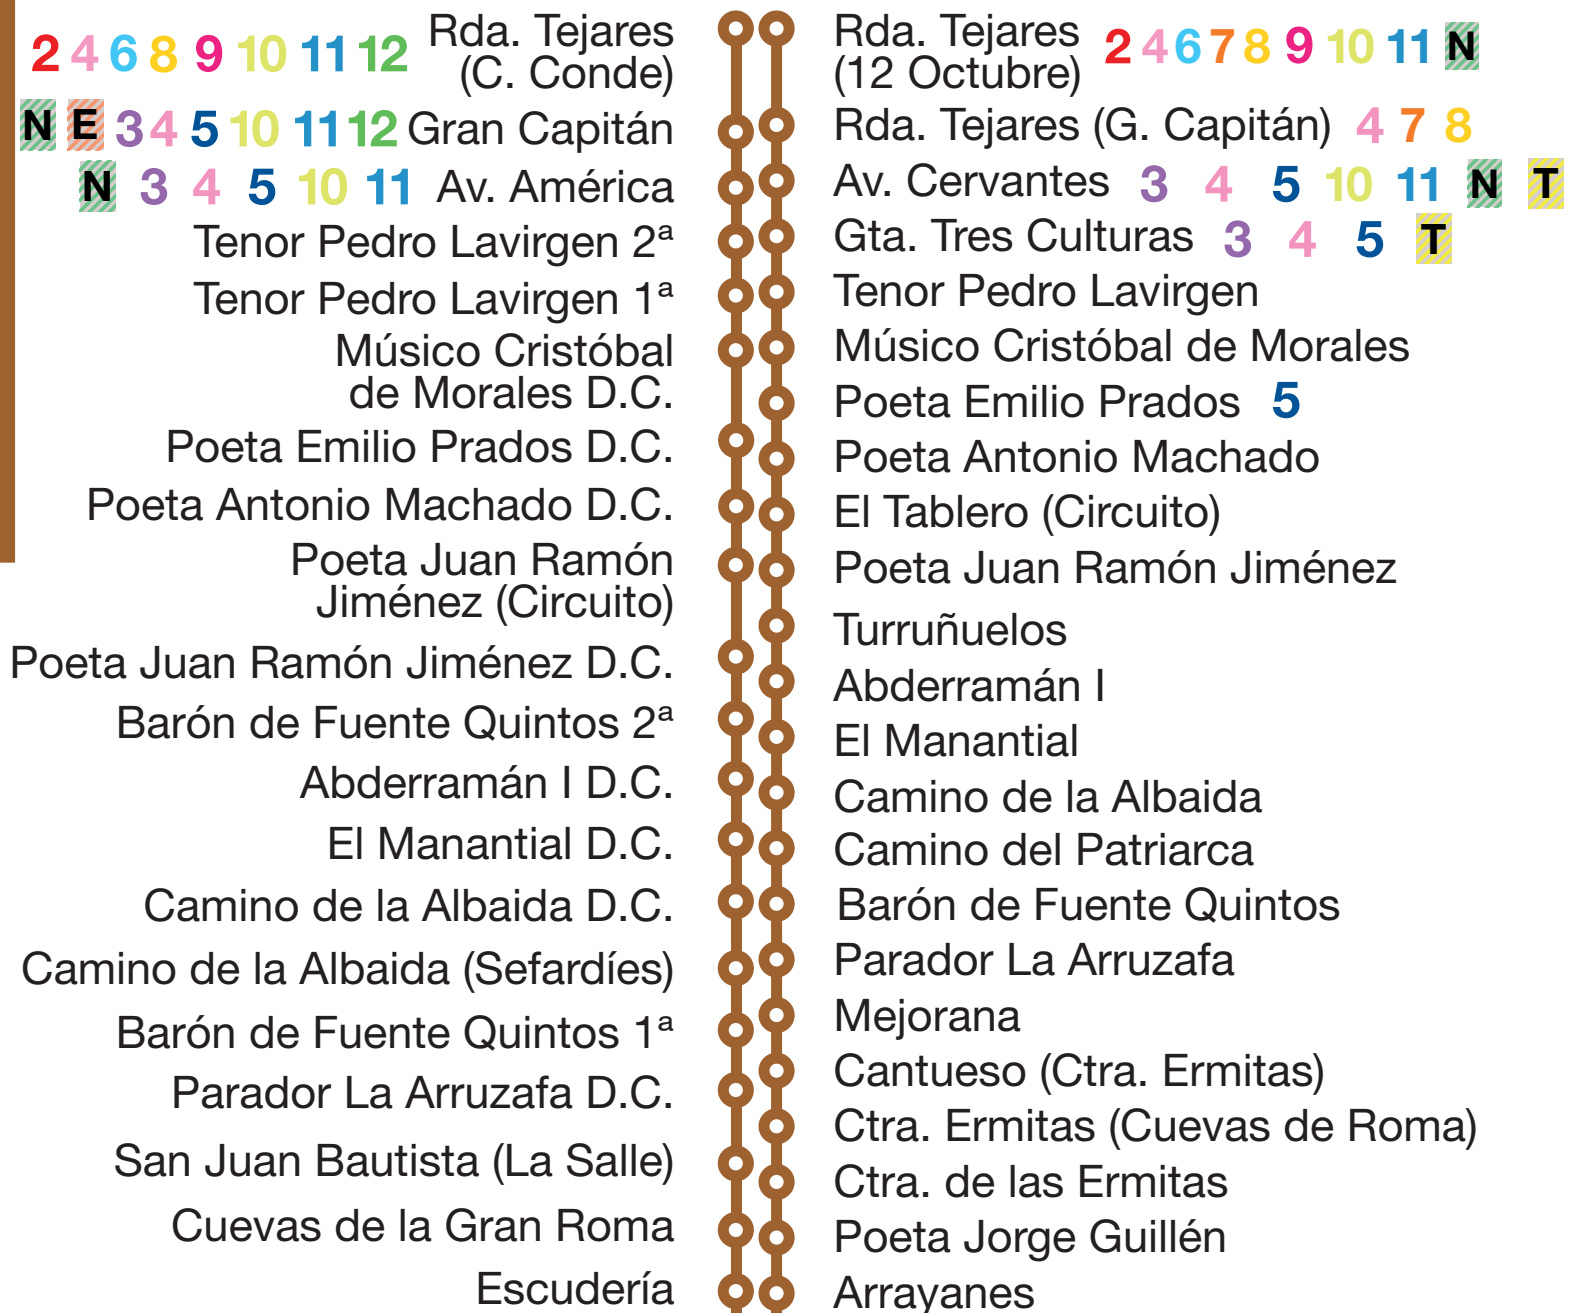 2 4 6 8 9 10 11 12 Rda. Tejares
(C. Conde)
N E 3 4 5 10 11 12 Gran Capitán
N 3 4 5 10 11 Av. América
Tenor Pedro Lavirgen 2ª
Tenor Pedro Lavirgen 1ª
Músico Cristóbal
de Morales D.C.
Poeta Emilio Prados D.C.
Poeta Antonio Machado D.C.
Poeta Juan Ramón
Jiménez (Circuito)
Poeta Juan Ramón Jiménez D.C.
Barón de Fuente Quintos 2ª
Abderramán I D.C.
El Manantial D.C.
Camino de la Albaida D.C.
Camino de la Albaida (Sefardíes)
Barón de Fuente Quintos 1ª
Parador La Arruzafa D.C.
San Juan Bautista (La Salle)
Cuevas de la Gran Roma
Escudería
Rda. Tejares
(12 Octubre) 2 4 6 7 8 9 10 11 N
Rda. Tejares (G. Capitán) 4 7 8
Av. Cervantes 3 4 5 10 11 N T
Gta. Tres Culturas 3 4 5 T
Tenor Pedro Lavirgen
Músico Cristóbal de Morales
Poeta Emilio Prados 5
Poeta Antonio Machado
El Tablero (Circuito)
Poeta Juan Ramón Jiménez
Turruñuelos
Abderramán I
El Manantial
Camino de la Albaida
Camino del Patriarca
Barón de Fuente Quintos
Parador La Arruzafa
Mejorana
Cantueso (Ctra. Ermitas)
Ctra. Ermitas (Cuevas de Roma)
Ctra. de las Ermitas
Poeta Jorge Guillén
Arrayanes